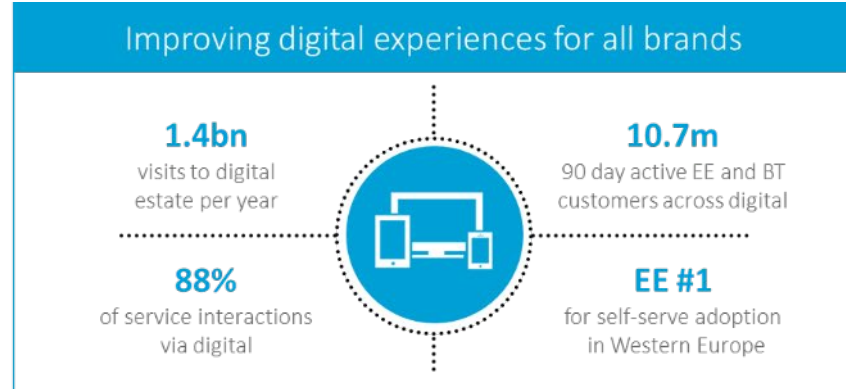 Improving digital experiences for all brands
1.4bn
visits to digital
estate per year
10.7m
90 day active EE and BT
customers across digital
88%
of service interactions
via digital
EE #1
for self-serve adoption
in Western Europe